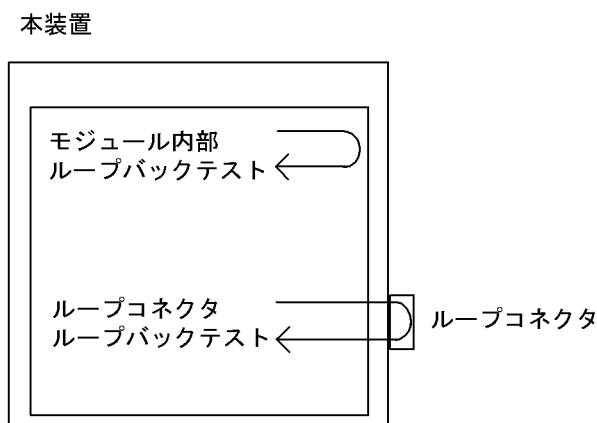 本装置
モジュール内部
ループバックテスト
ループコネクタ
ループバックテスト
ループコネクタ